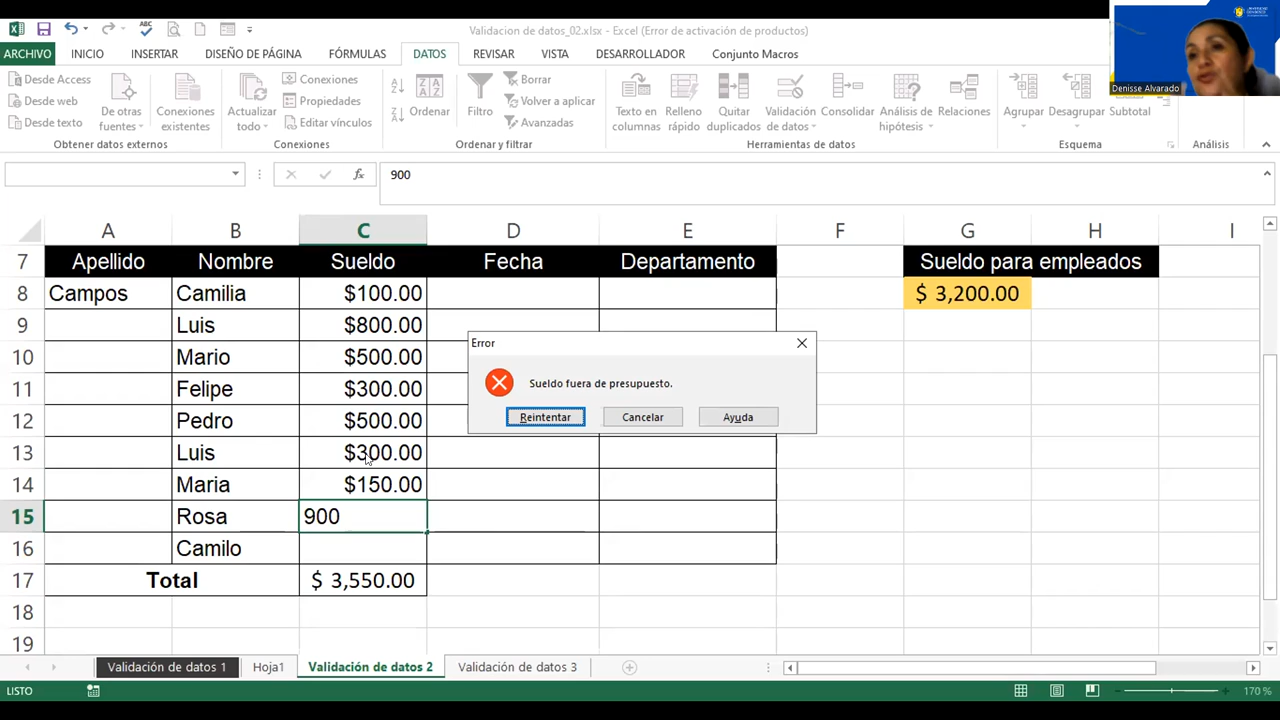 Validacion de datos_02.xlsx - Excel (Error de activación de productos)
ARCHIVO INICIO INSERTAR DISEÑO DE PÁGINA FÓRMULAS DATOS REVISAR VISTA DESARROLLADOR Conjunto Macros
Desde Access
Desde web
Desde texto
De otras fuentes
Conexiones existentes
Actualizar todo
Conexiones
Propiedades
Editar vínculos
Ordenar
Filtro
Borrar
Volver a aplicar
Avanzadas
Texto en columnas
Relleno rápido
Quitar duplicados
Validación de datos
Consolidar
Análisis de hipótesis
Relaciones
Agrupar
Desagrupar
Subtotal
Obtener datos externos Conexiones Ordenar y filtrar Herramientas de datos Esquema Análisis
Denisse Alvarado
fx 900
A B C D E F G H I
7 Apellido Nombre Sueldo Fecha Departamento Sueldo para empleados
8 Campos Camilia $100.00 $ 3,200.00
9 Luis $800.00
10 Mario $500.00
11 Felipe $300.00
12 Pedro $500.00
13 Luis $300.00
14 Maria $150.00
15 Rosa 900
16 Camilo
17 Total $ 3,550.00
18
19
Error
Sueldo fuera de presupuesto.
Reintentar Cancelar Ayuda
Validación de datos 1 Hoja1 Validación de datos 2 Validación de datos 3
LISTO 170 %